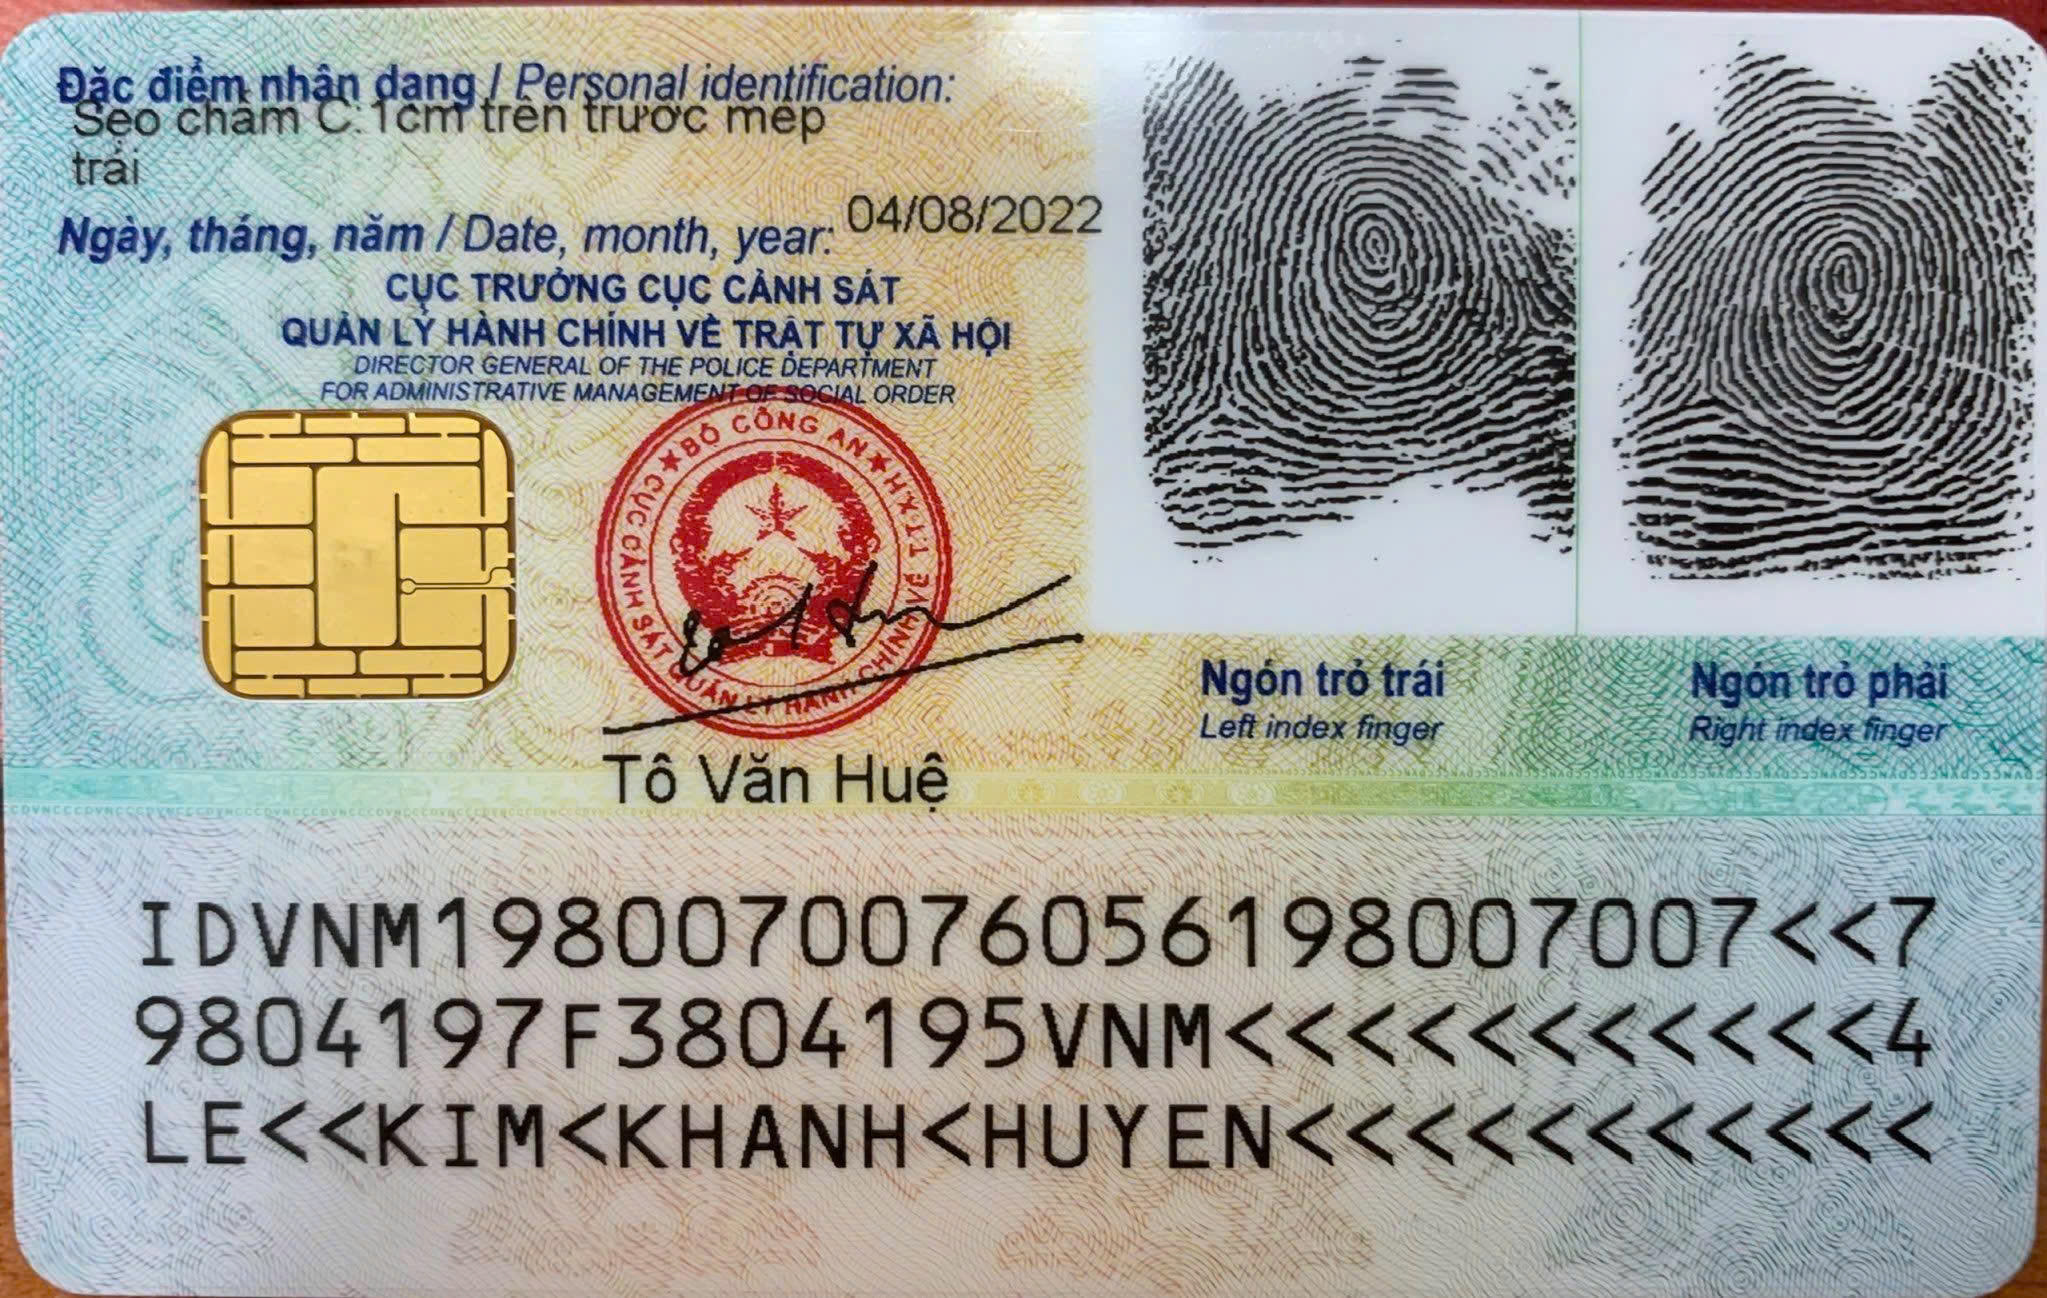 Đặc điểm nhân dạng / Personal identification:
Sẹo chấm C:1cm trên trước mép
trái
Ngày, tháng, năm / Date, month, year: 04/08/2022
CỤC TRƯỞNG CỤC CẢNH SÁT
QUẢN LÝ HÀNH CHÍNH VỀ TRẬT TỰ XÃ HỘI
DIRECTOR GENERAL OF THE POLICE DEPARTMENT
FOR ADMINISTRATIVE MANAGEMENT OF SOCIAL ORDER
BỘ CÔNG AN
CỤC CẢNH SÁT QUẢN LÝ HÀNH CHÍNH VỀ TTXH
Tô Văn Huệ
Ngón trỏ trái
Left index finger
Ngón trỏ phải
Right index finger
IDVNM1980070076056198007007<<7
9804197F3804195VNM<<<<<<<<<<<4
LE<<KIM<KHANH<HUYEN<<<<<<<<<<<